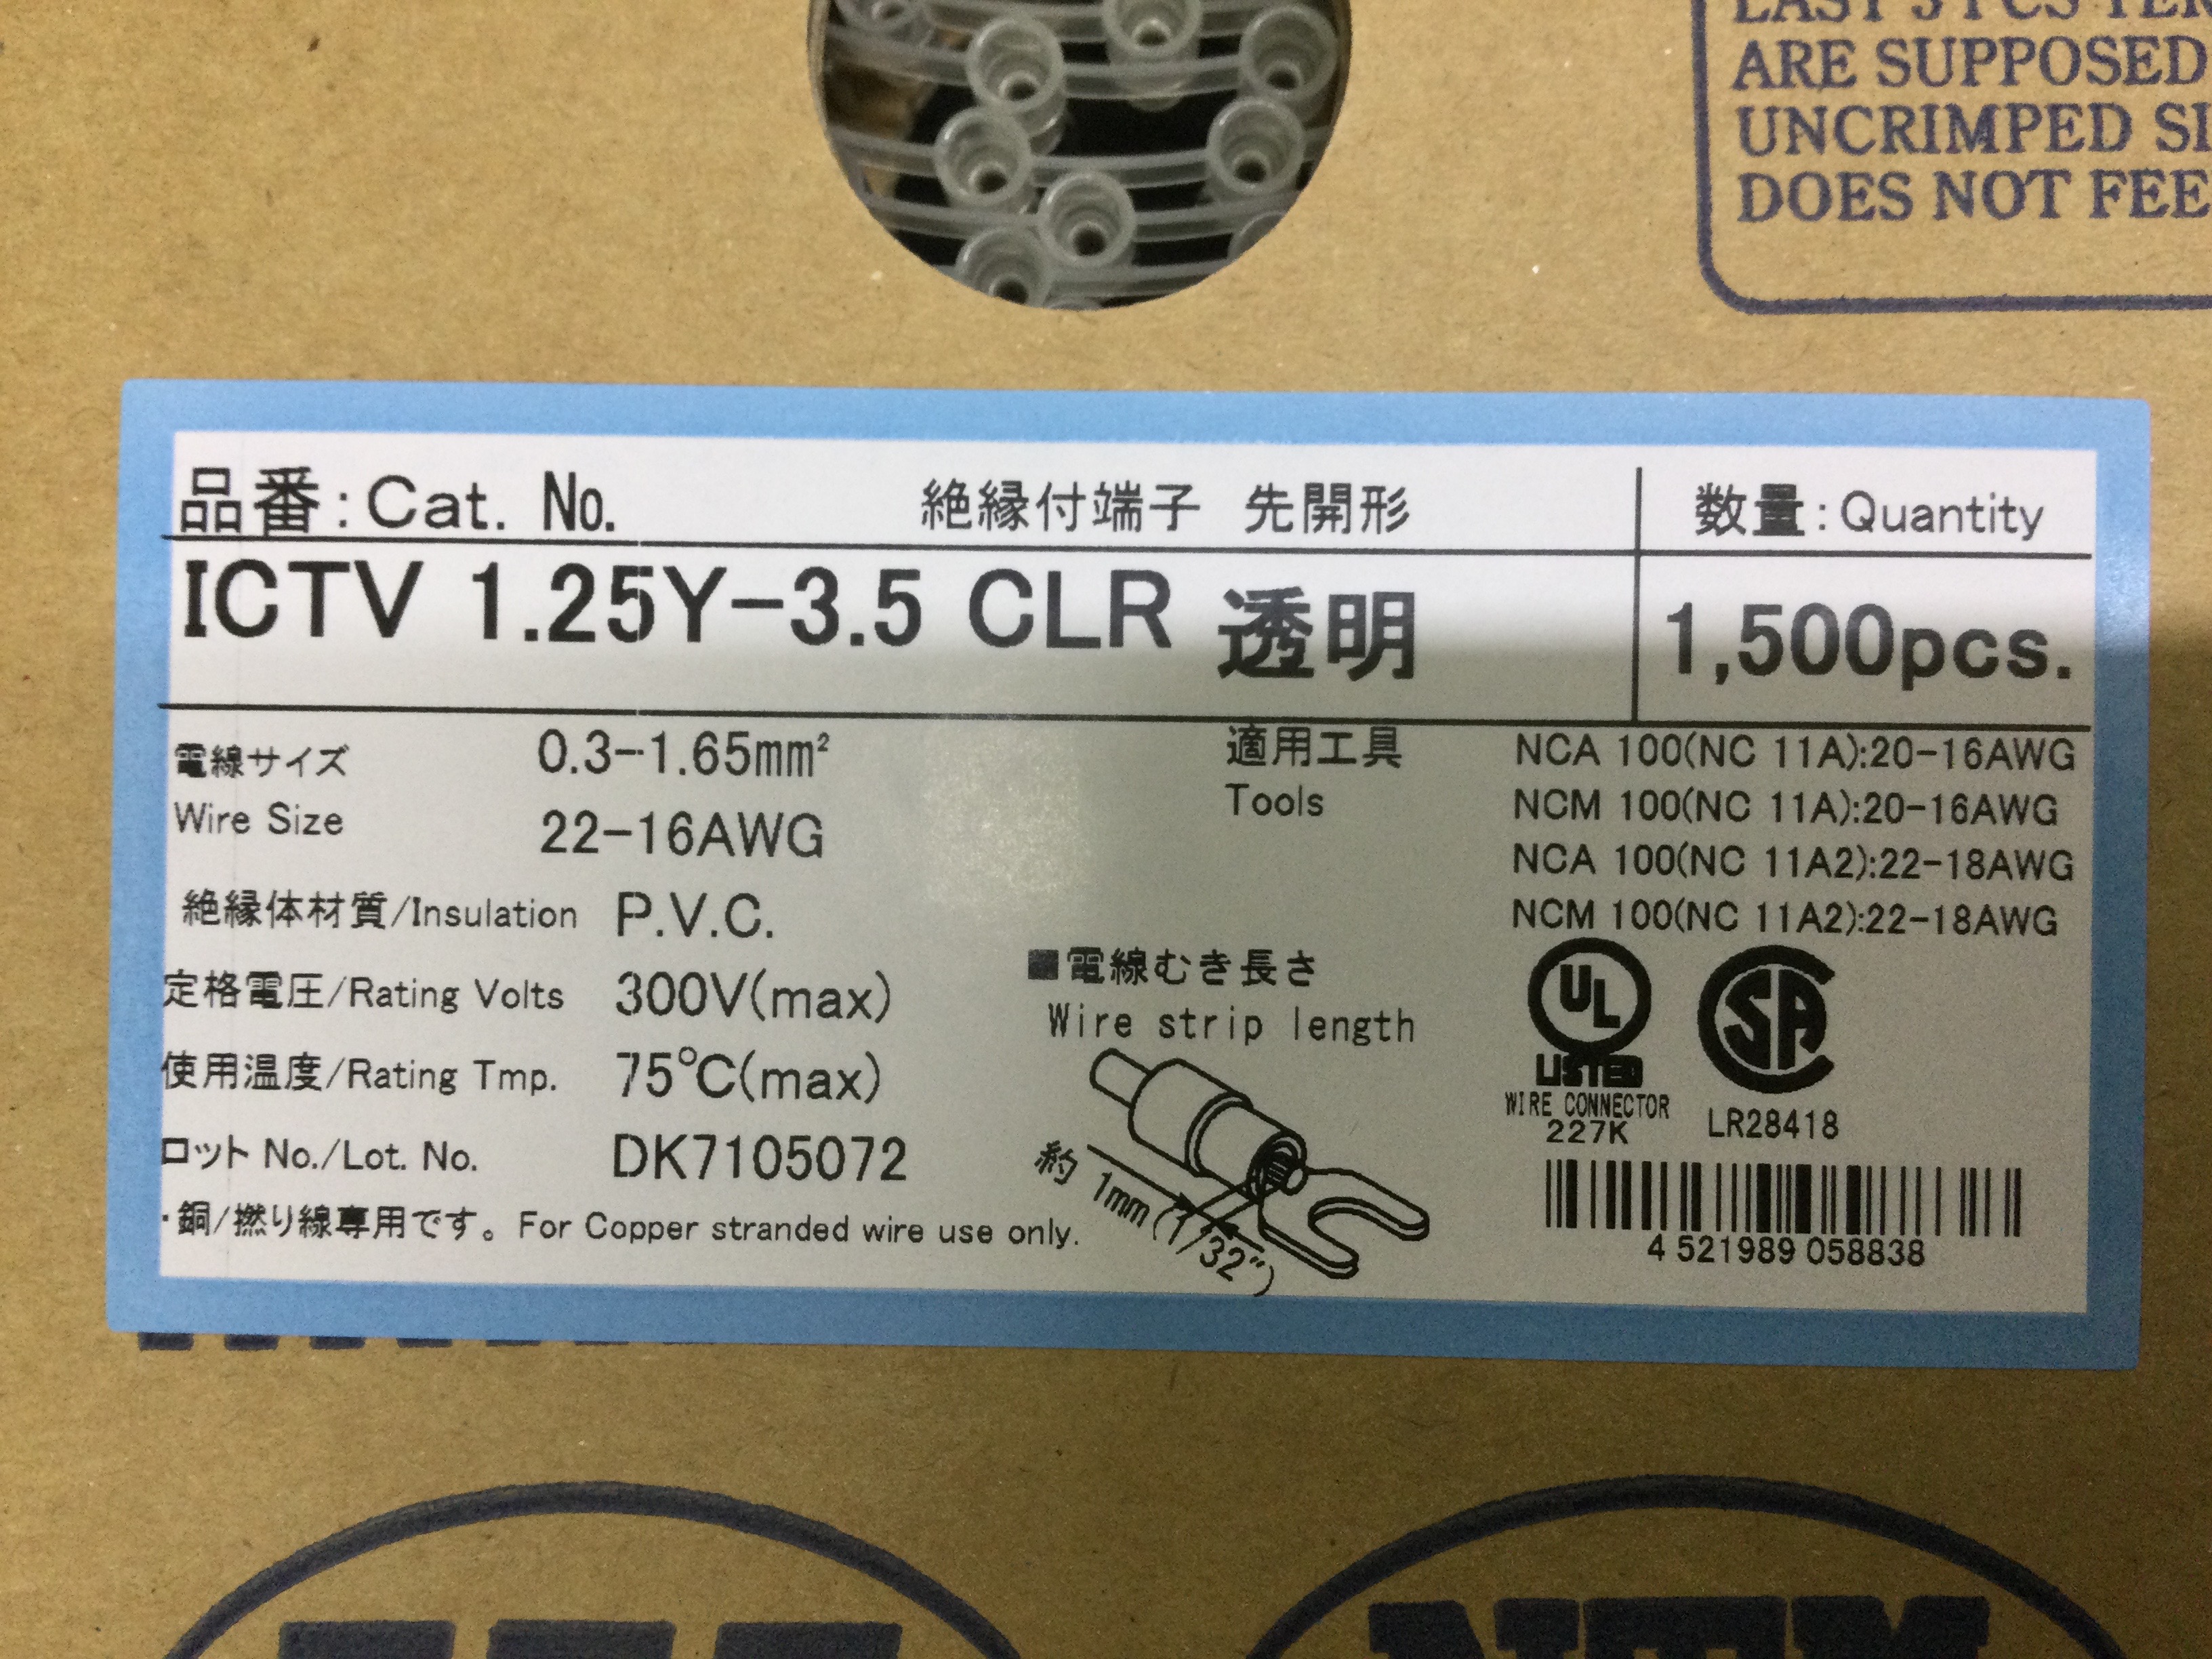 ARE SUPPOSED
UNCRIMPED
DOES NOT
品番:Cat. No. 絶縁付端子 先開形 数量:Quantity
ICTV 1.25Y-3.5 CLR 透明 1,500pcs.
電線サイズ 0.3-1.65mm²
Wire Size 22-16AWG
絶縁体材質/Insulation P.V.C.
定格電圧/Rating Volts 300V(max)
使用温度/Rating Tmp. 75℃(max)
ロット No./Lot. No. DK7105072
・銅/撚り線専用です。For Copper stranded wire use only.
適用工具 NCA 100(NC 11A):20-16AWG
Tools NCM 100(NC 11A):20-16AWG
NCA 100(NC 11A2):22-18AWG
NCM 100(NC 11A2):22-18AWG
■電線むき長さ
Wire strip length
約 1mm(1/32")
UL
LISTED
WIRE CONNECTOR
227K
SA
LR28418
4 521989 058838